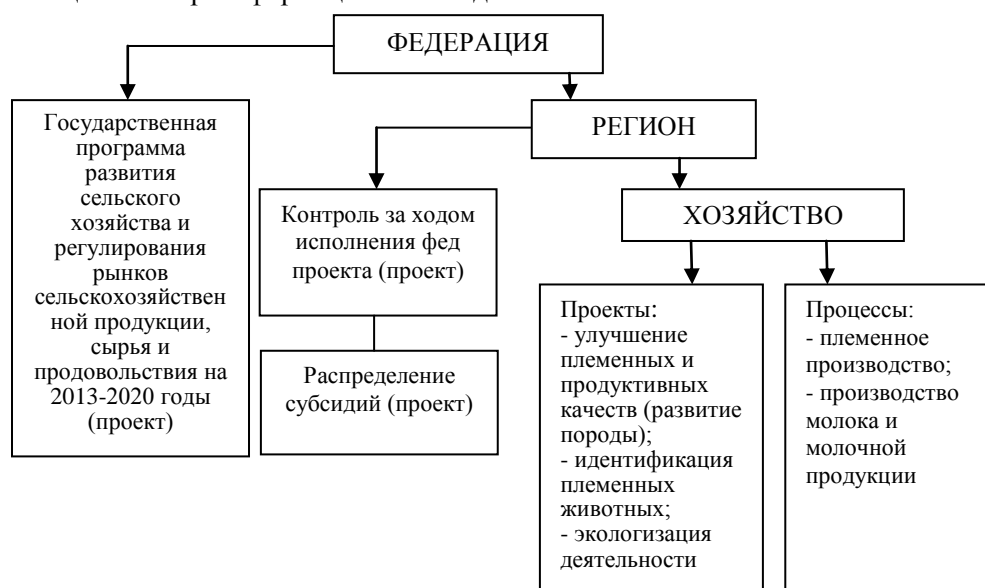 ФЕДЕРАЦИЯ
Государственная
программа
развития
сельского
хозяйства и
регулирования
рынков
сельскохозяйствен
ной продукции,
сырья и
продовольствия на
2013-2020 годы
(проект)
РЕГИОН
Контроль за ходом
исполнения фед
проекта (проект)
Распределение
субсидий (проект)
ХОЗЯЙСТВО
Проекты:
- улучшение
племенных и
продуктивных
качеств (развитие
породы);
- идентификация
племенных
животных;
- экологизация
деятельности
Процессы:
- племенное
производство;
- производство
молока и
молочной
продукции